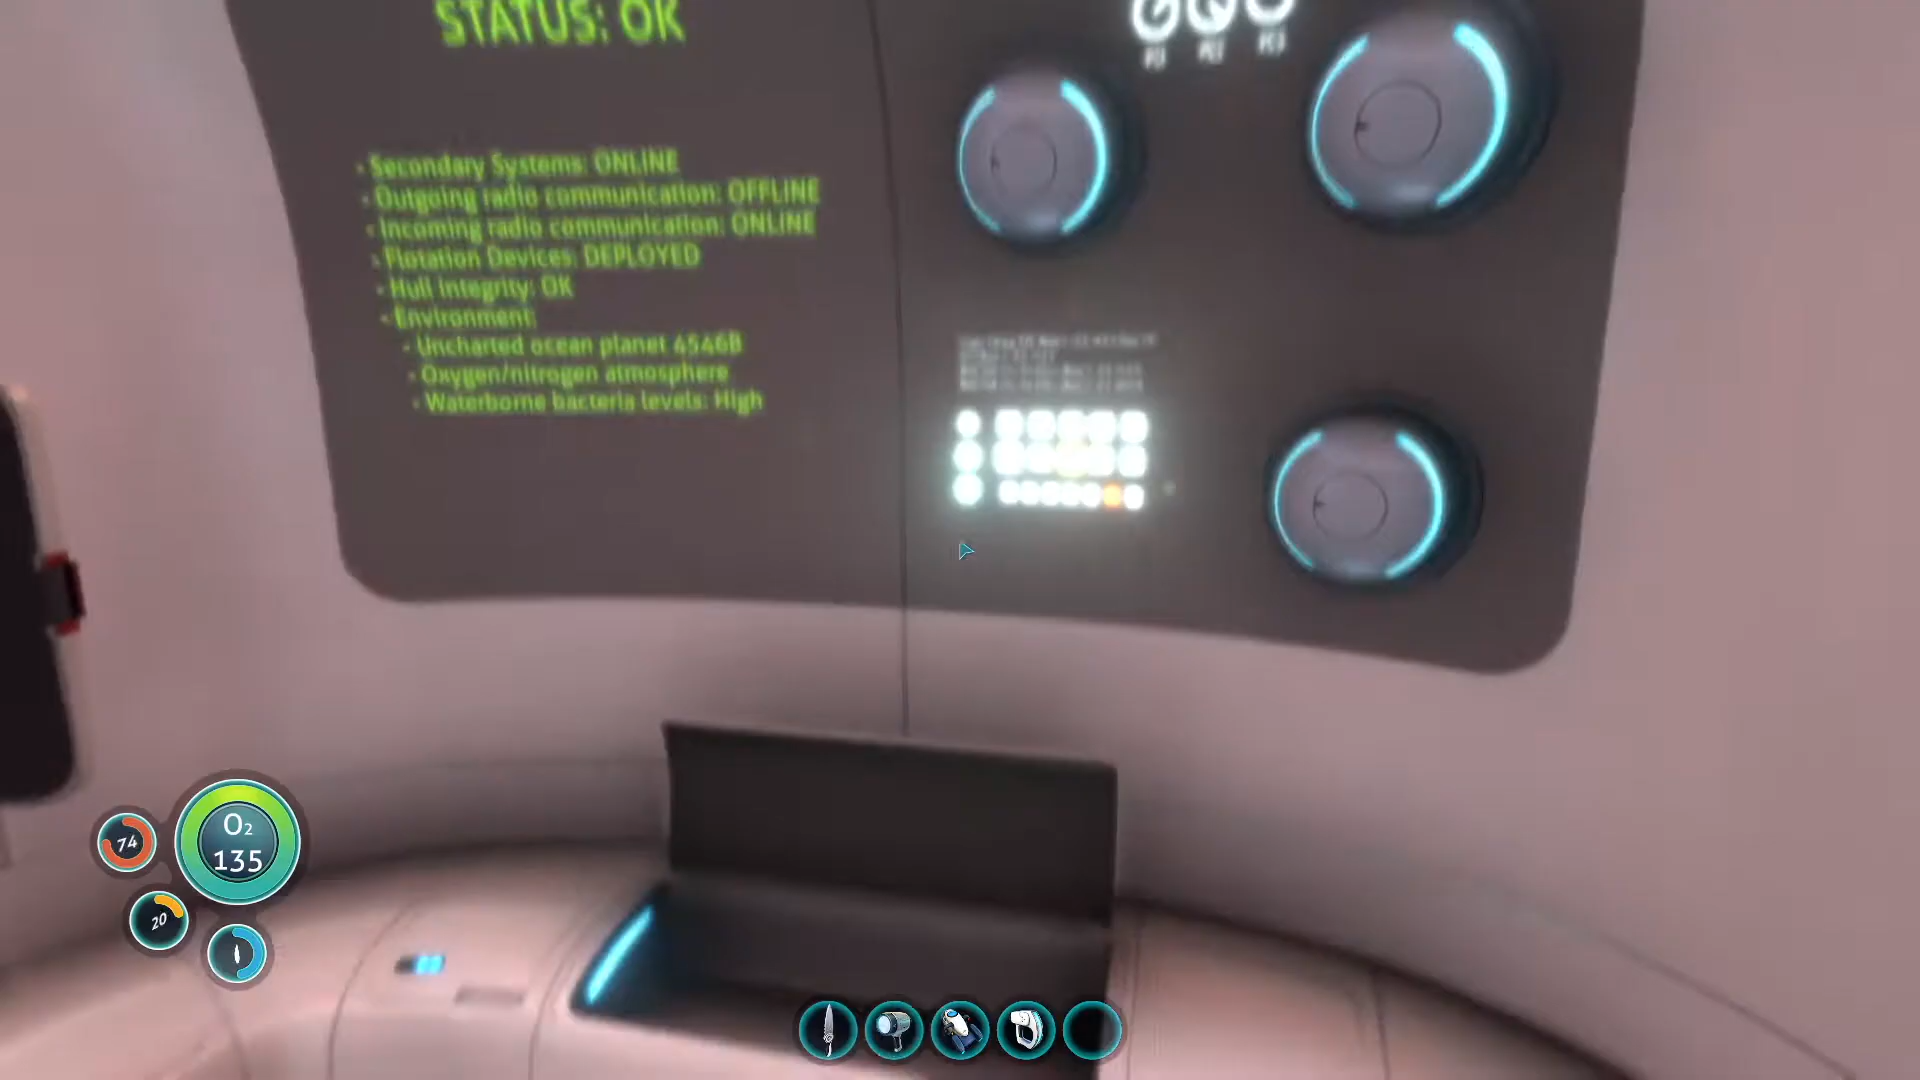 STATUS: OK
- Secondary Systems: ONLINE
- Outgoing radio communication: OFFLINE
- Incoming radio communication: ONLINE
- Flotation Devices: DEPLOYED
- Hull Integrity: OK
- Environment:
- Uncharted ocean planet 4546B
- Oxygen/nitrogen atmosphere
- Waterborne bacteria levels: High
O₂
135
74
20